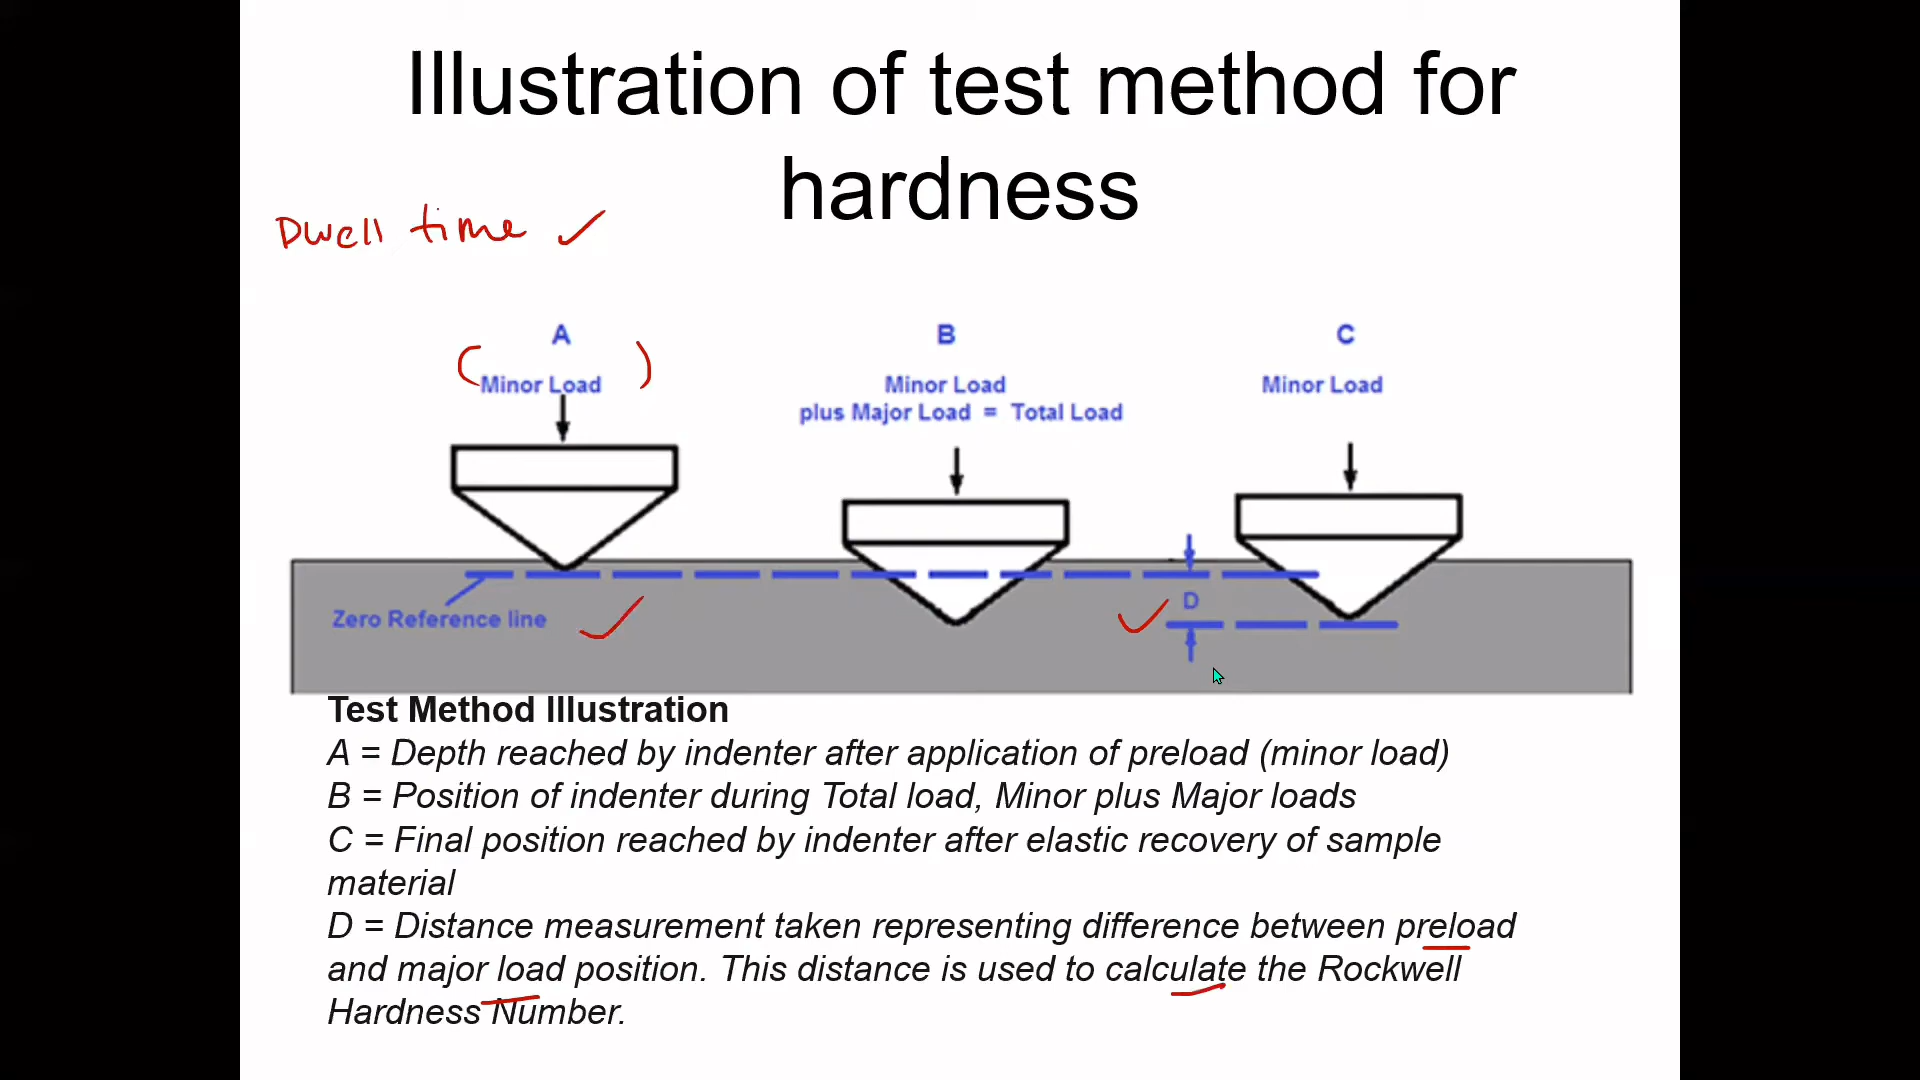 Illustration of test method for
hardness
Dwell time
A
B
C
Minor Load
Minor Load
Minor Load
plus Major Load = Total Load
D
Zero Reference line
Test Method Illustration
A = Depth reached by indenter after application of preload (minor load)
B = Position of indenter during Total load, Minor plus Major loads
C = Final position reached by indenter after elastic recovery of sample
material
D = Distance measurement taken representing difference between preload
and major load position. This distance is used to calculate the Rockwell
Hardness Number.